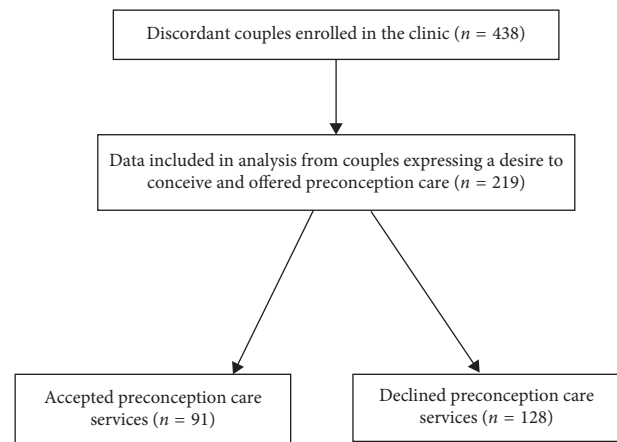 Discordant couples enrolled in the clinic (n = 438)
Data included in analysis from couples expressing a desire to
conceive and offered preconception care (n = 219)
Accepted preconception care
services (n = 91)
Declined preconception care
services (n = 128)